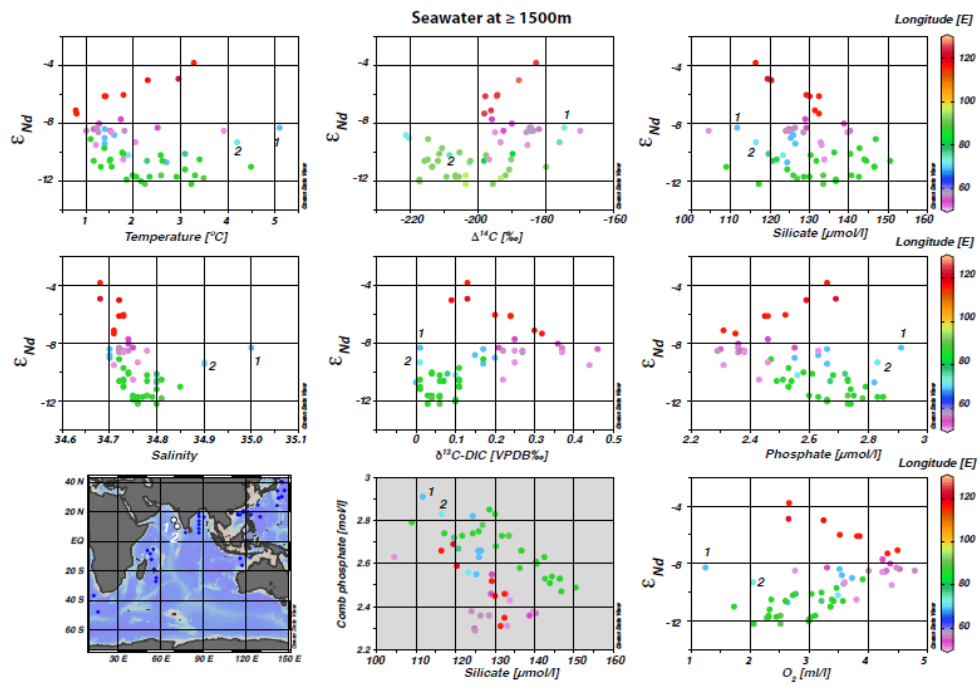 Seawater at ≥ 1500m
Longitude [E]
-4
-8
-12
εNd
1
2
1 2 3 4 5
Temperature [°C]
-4
-8
-12
εNd
1
2
-220 -200 -180 -160
Δ¹⁴C [‰]
-4
-8
-12
εNd
1
2
100 110 120 130 140 150 160
Silicate [µmol/l]
100
80
60
Longitude [E]
-4
-8
-12
εNd
1
2
34.6 34.7 34.8 34.9 35.0 35.1
Salinity
-4
-8
-12
εNd
1
2
0 0.1 0.2 0.3 0.4 0.5
δ¹³C-DIC [VPDB‰]
-4
-8
-12
εNd
1
2
2.2 2.4 2.6 2.8 3
Phosphate [µmol/l]
100
80
60
Longitude [E]
40 N
20 N
EQ
20 S
40 S
60 S
1
2
30 E 60 E 90 E 120 E 150 E
3
2.8
2.6
2.4
2.2
Comb phosphate [mol/l]
1
2
100 110 120 130 140 150 160
Silicate [µmol/l]
-4
-8
-12
εNd
1
2
1 2 3 4 5
O₂ [ml/l]
100
80
60